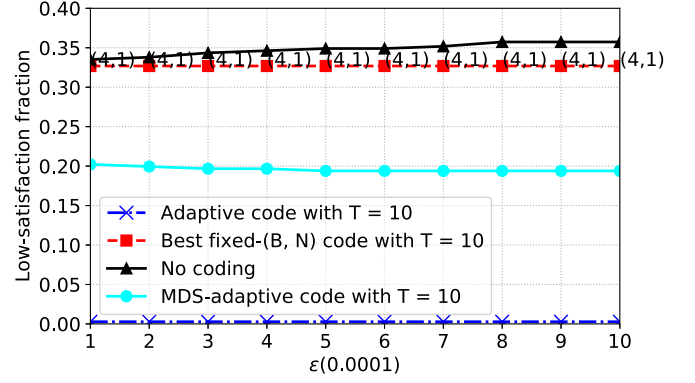 0.40
0.35
0.30
0.25
0.20
0.15
0.10
0.05
0.00
Low-satisfaction fraction
(4,1) (4,1) (4,1) (4,1) (4,1) (4,1) (4,1) (4,1) (4,1) (4,1)
Adaptive code with T = 10
Best fixed-(B, N) code with T = 10
No coding
MDS-adaptive code with T = 10
1 2 3 4 5 6 7 8 9 10
ε(0.0001)